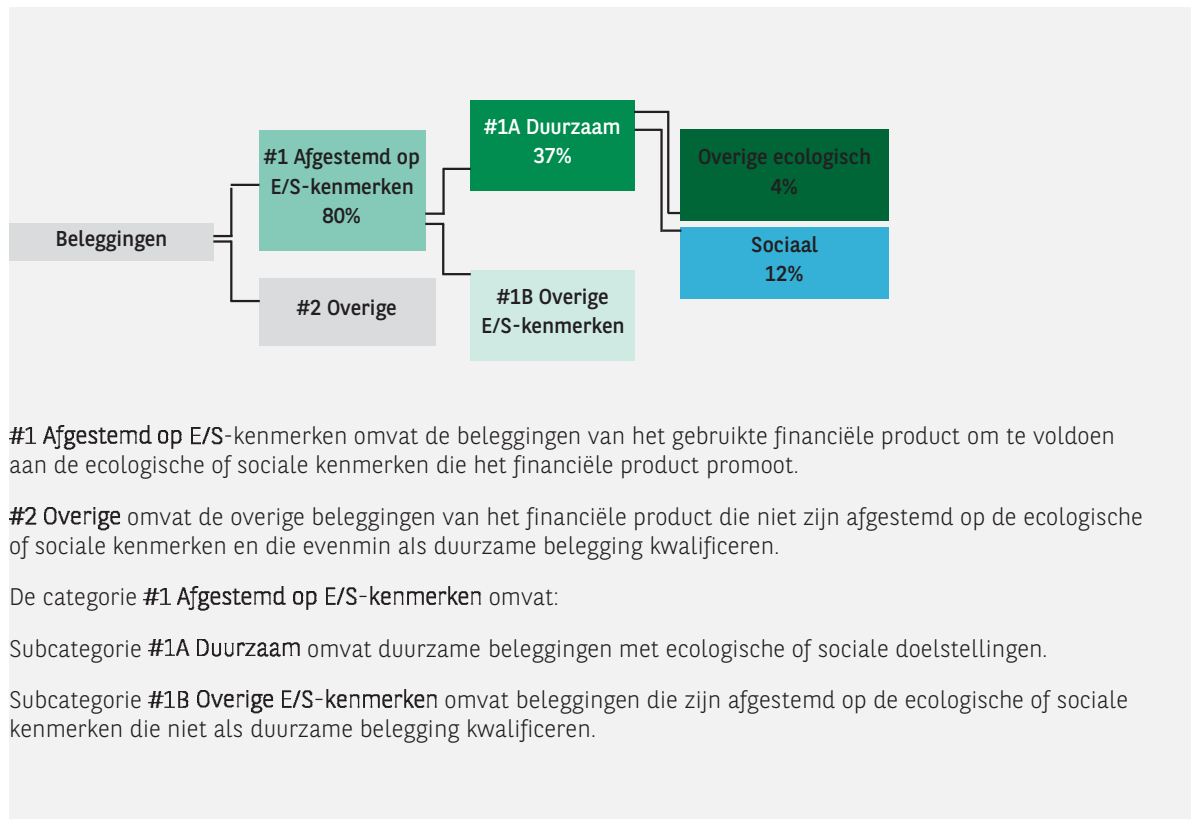 Beleggingen
#1 Afgestemd op
E/S-kenmerken
80%
#2 Overige
#1A Duurzaam
37%
#1B Overige
E/S-kenmerken
Overige ecologisch
4%
Sociaal
12%
#1 Afgestemd op E/S-kenmerken omvat de beleggingen van het gebruikte financiële product om te voldoen
aan de ecologische of sociale kenmerken die het financiële product promoot.
#2 Overige omvat de overige beleggingen van het financiële product die niet zijn afgestemd op de ecologische
of sociale kenmerken en die evenmin als duurzame belegging kwalificeren.
De categorie #1 Afgestemd op E/S-kenmerken omvat:
Subcategorie #1A Duurzaam omvat duurzame beleggingen met ecologische of sociale doelstellingen.
Subcategorie #1B Overige E/S-kenmerken omvat beleggingen die zijn afgestemd op de ecologische of sociale
kenmerken die niet als duurzame belegging kwalificeren.